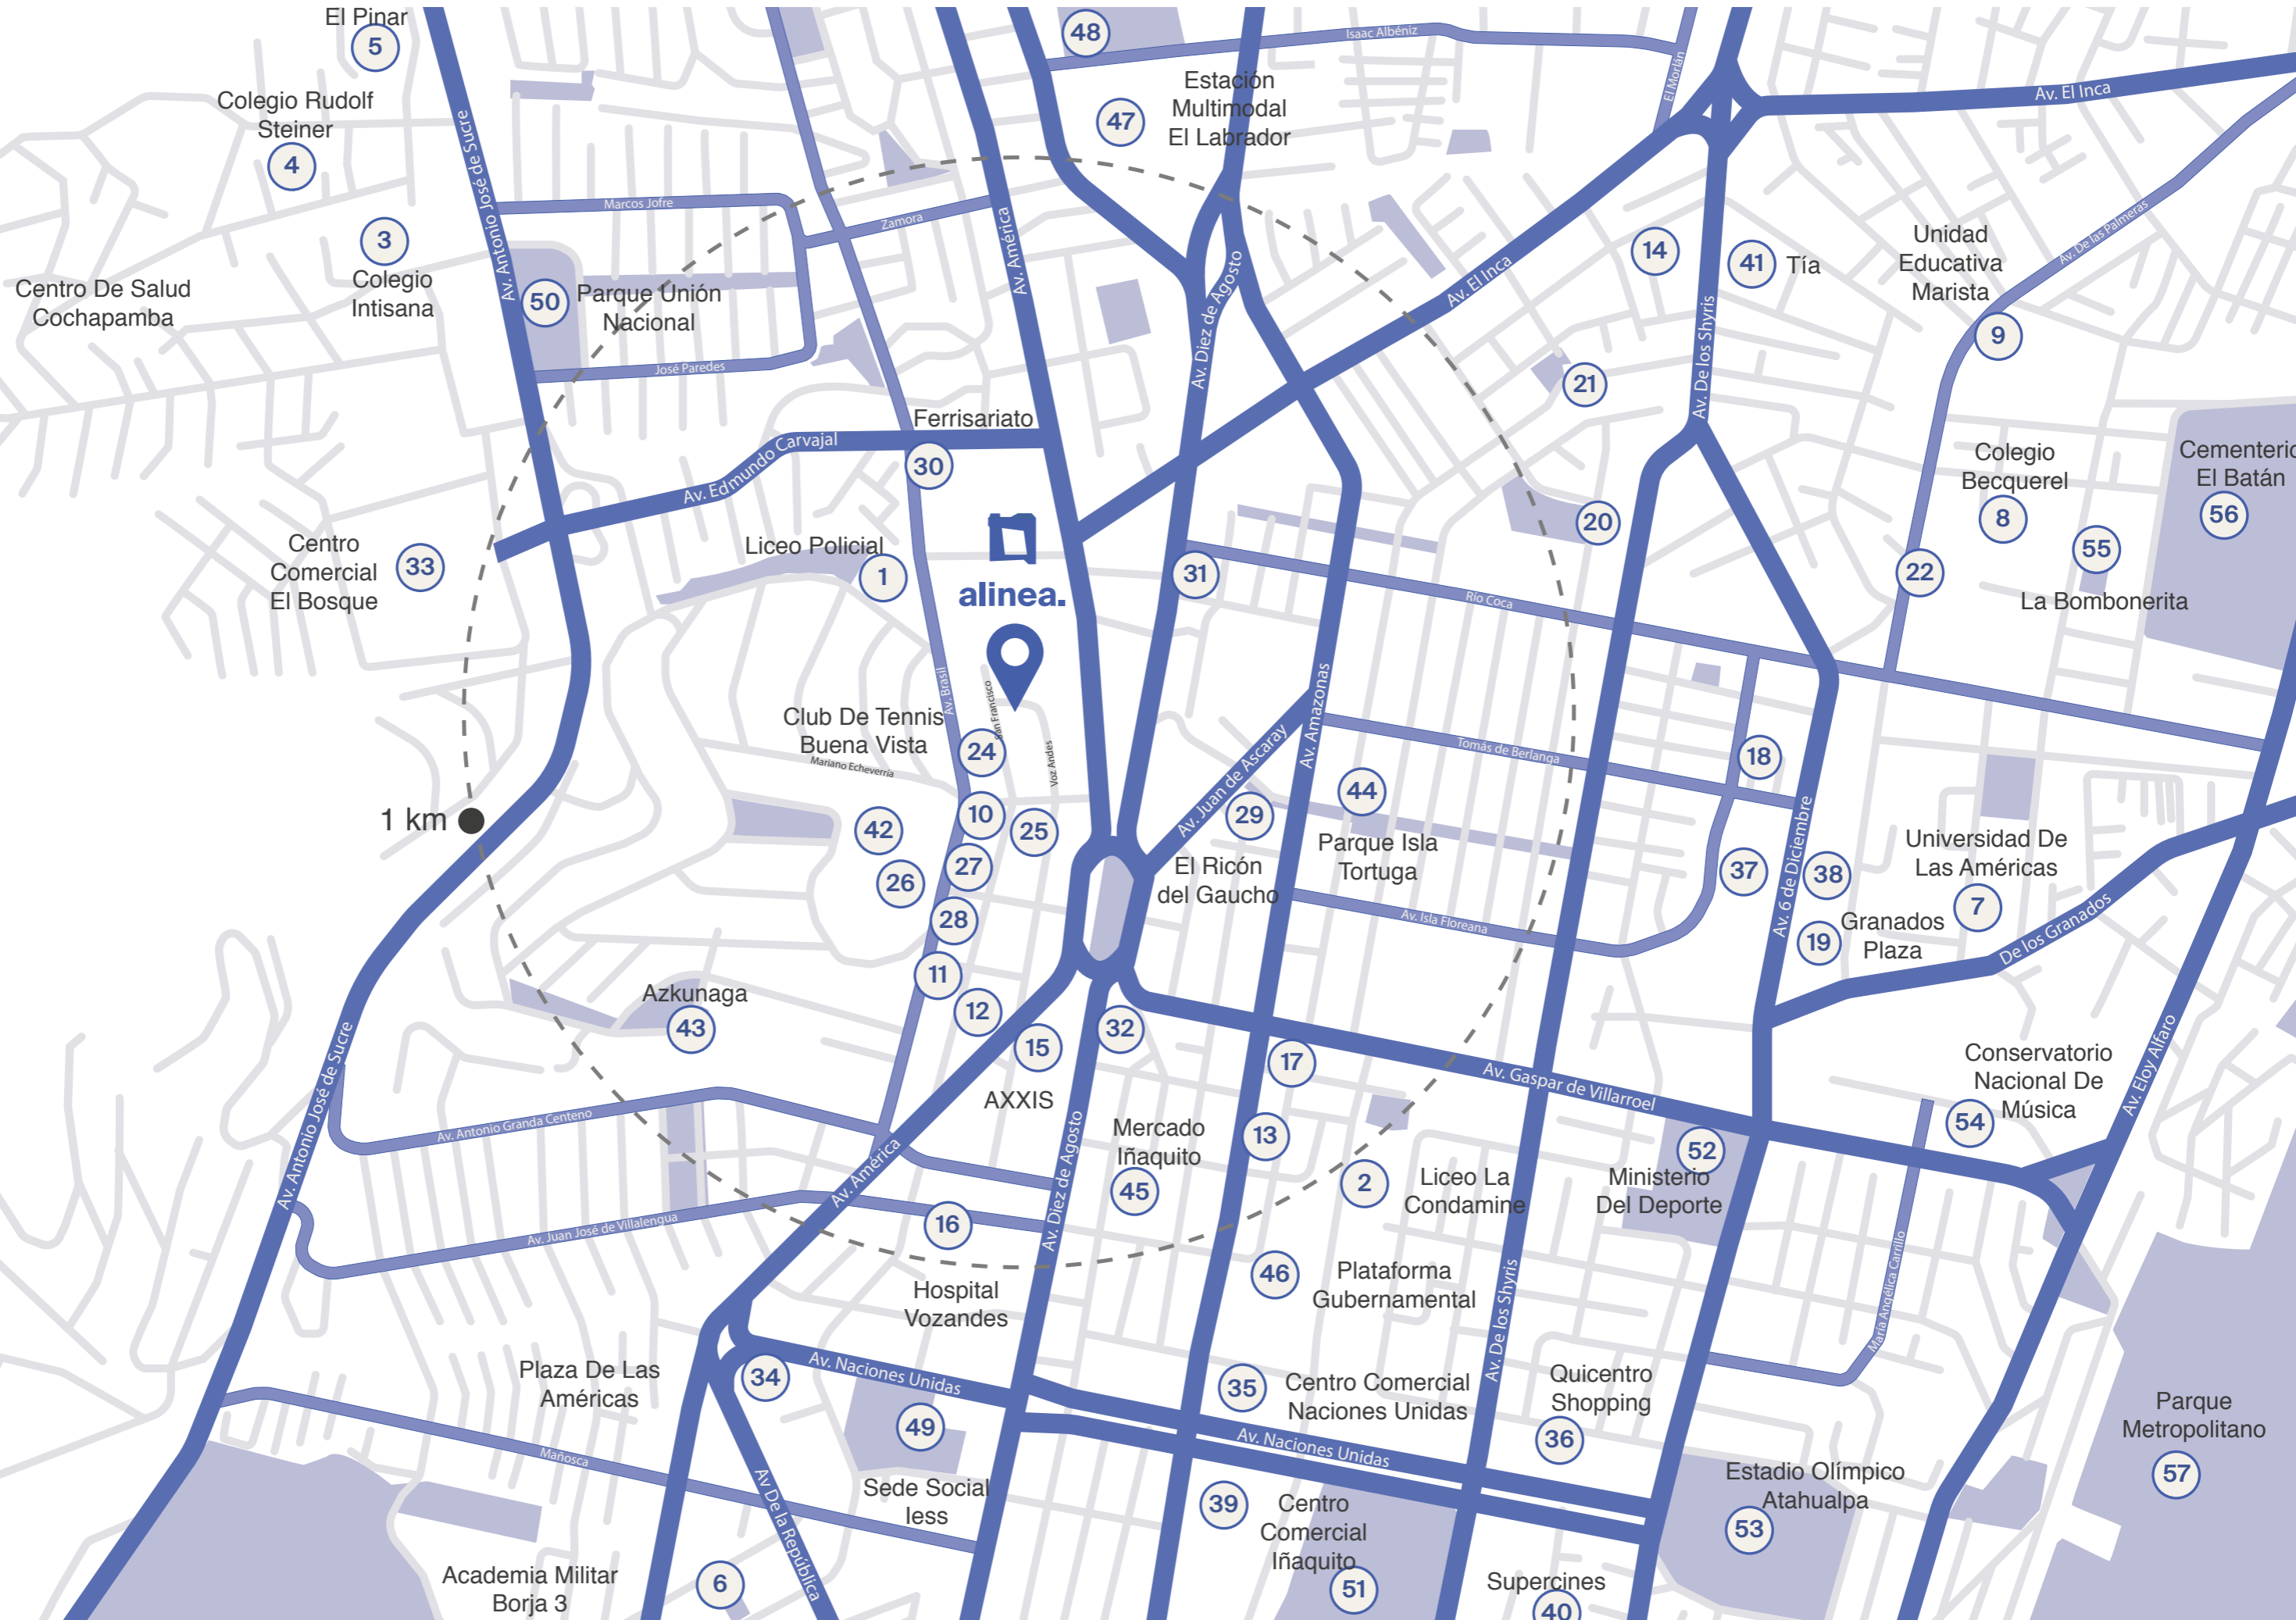 El Pinar
5
48
Isaac Albéniz
El Morlán
Estación
Multimodal
El Labrador
47
Av. El Inca
Colegio Rudolf
Steiner
4
Av. Antonio José de Sucre
Marcos Jofre
Zamora
Av. América
3
Colegio
Intisana
Centro De Salud
Cochapamba
50
Parque Unión
Nacional
José Paredes
Av. Diez de Agosto
Av. El Inca
14
41
Tía
Av. De los Shyris
Unidad
Educativa
Marista
9
Av. De las Palmeras
21
Ferrisariato
30
Av. Edmundo Carvajal
Colegio
Becquerel
8
Cementerio
El Batán
56
55
La Bombonerita
22
20
Centro
Comercial
El Bosque
33
Liceo Policial
1
alinea.
31
Río Coca
Av. Brasil
San Francisco
Voz Andes
Club De Tennis
Buena Vista
Mariano Echeverría
24
Av. Juan de Ascaray
Av. Amazonas
Tomás de Berlanga
18
1 km
42
10
25
29
44
Parque Isla
Tortuga
El Ricón
del Gaucho
26
27
28
Av. Isla Floreana
37
38
Av. 6 de Diciembre
Universidad De
Las Américas
7
19
Granados
Plaza
De los Granados
11
12
Azkunaga
43
15
AXXIS
32
17
Av. Gaspar de Villarroel
Conservatorio
Nacional De
Música
54
Av. Eloy Alfaro
Av. Antonio José de Sucre
Av. Antonio Granda Centeno
Av. América
Av. Diez de Agosto
Mercado
Iñaquito
45
13
2
Liceo La
Condamine
52
Ministerio
Del Deporte
Av. Juan José de Villalengua
16
Hospital
Vozandes
46
Plataforma
Gubernamental
Av. De los Shyris
María Angélica Carrillo
Plaza De Las
Américas
34
Av. Naciones Unidas
49
Sede Social
Iess
35
Centro Comercial
Naciones Unidas
Av. Naciones Unidas
Quicentro
Shopping
36
Parque
Metropolitano
57
Mañosca
Av De la República
39
Centro
Comercial
Iñaquito
51
Estadio Olímpico
Atahualpa
53
Academia Militar
Borja 3
6
Supercines
40